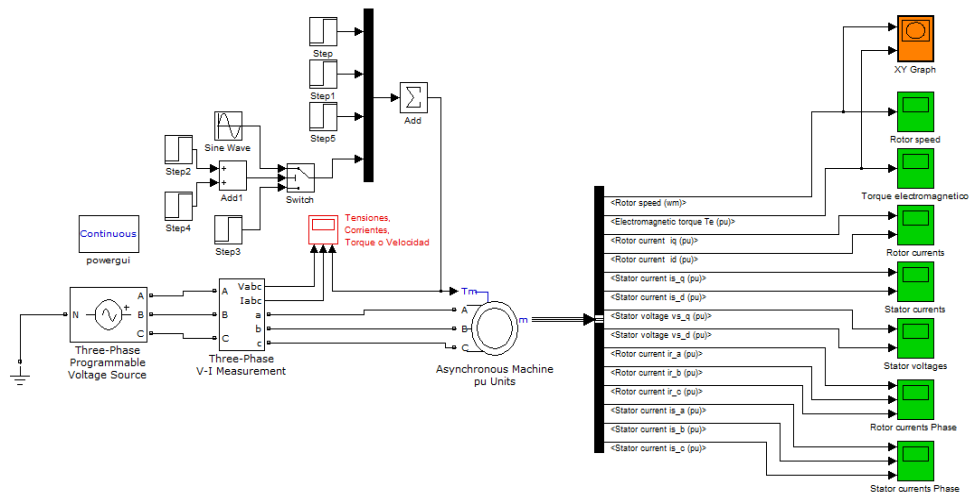 Step
Step1
Step5
Add
Sine Wave
Step2
+
+
Add1
Switch
Step4
Step3
Continuous
powergui
Tensiones,
Corrientes,
Torque o Velocidad
N
+
A
B
C
Three-Phase
Programmable
Voltage Source
A
B
C
Vabc
Iabc
a
b
c
Three-Phase
V-I Measurement
Tm
A
B
C
m
Asynchronous Machine
pu Units
<Rotor speed (wm)>
<Electromagnetic torque Te (pu)>
<Rotor current iq (pu)>
<Rotor current id (pu)>
<Stator current is_q (pu)>
<Stator current is_d (pu)>
<Stator voltage vs_q (pu)>
<Stator voltage vs_d (pu)>
<Rotor current ir_a (pu)>
<Rotor current ir_b (pu)>
<Rotor current ir_c (pu)>
<Stator current is_a (pu)>
<Stator current is_b (pu)>
<Stator current is_c (pu)>
XY Graph
Rotor speed
Torque electromagnetico
Rotor currents
Stator currents
Stator voltages
Rotor currents Phase
Stator currents Phase